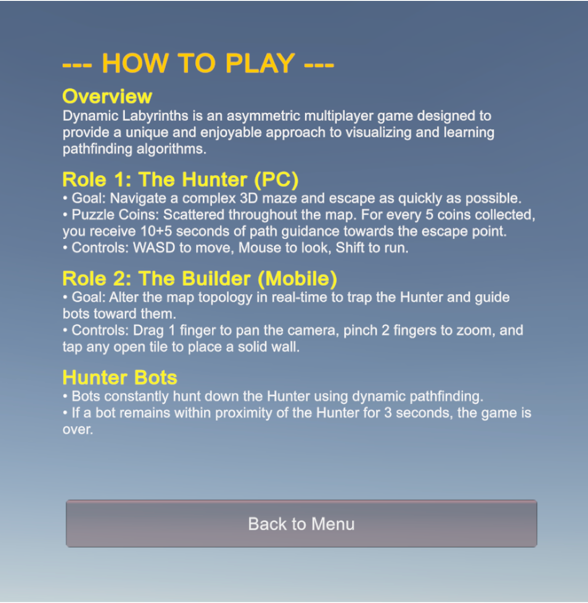 --- HOW TO PLAY ---
Overview
Dynamic Labyrinths is an asymmetric multiplayer game designed to
provide a unique and enjoyable approach to visualizing and learning
pathfinding algorithms.
Role 1: The Hunter (PC)
• Goal: Navigate a complex 3D maze and escape as quickly as possible.
• Puzzle Coins: Scattered throughout the map. For every 5 coins collected,
you receive 10+5 seconds of path guidance towards the escape point.
• Controls: WASD to move, Mouse to look, Shift to run.
Role 2: The Builder (Mobile)
• Goal: Alter the map topology in real-time to trap the Hunter and guide
bots toward them.
• Controls: Drag 1 finger to pan the camera, pinch 2 fingers to zoom, and
tap any open tile to place a solid wall.
Hunter Bots
• Bots constantly hunt down the Hunter using dynamic pathfinding.
• If a bot remains within proximity of the Hunter for 3 seconds, the game is
over.
Back to Menu